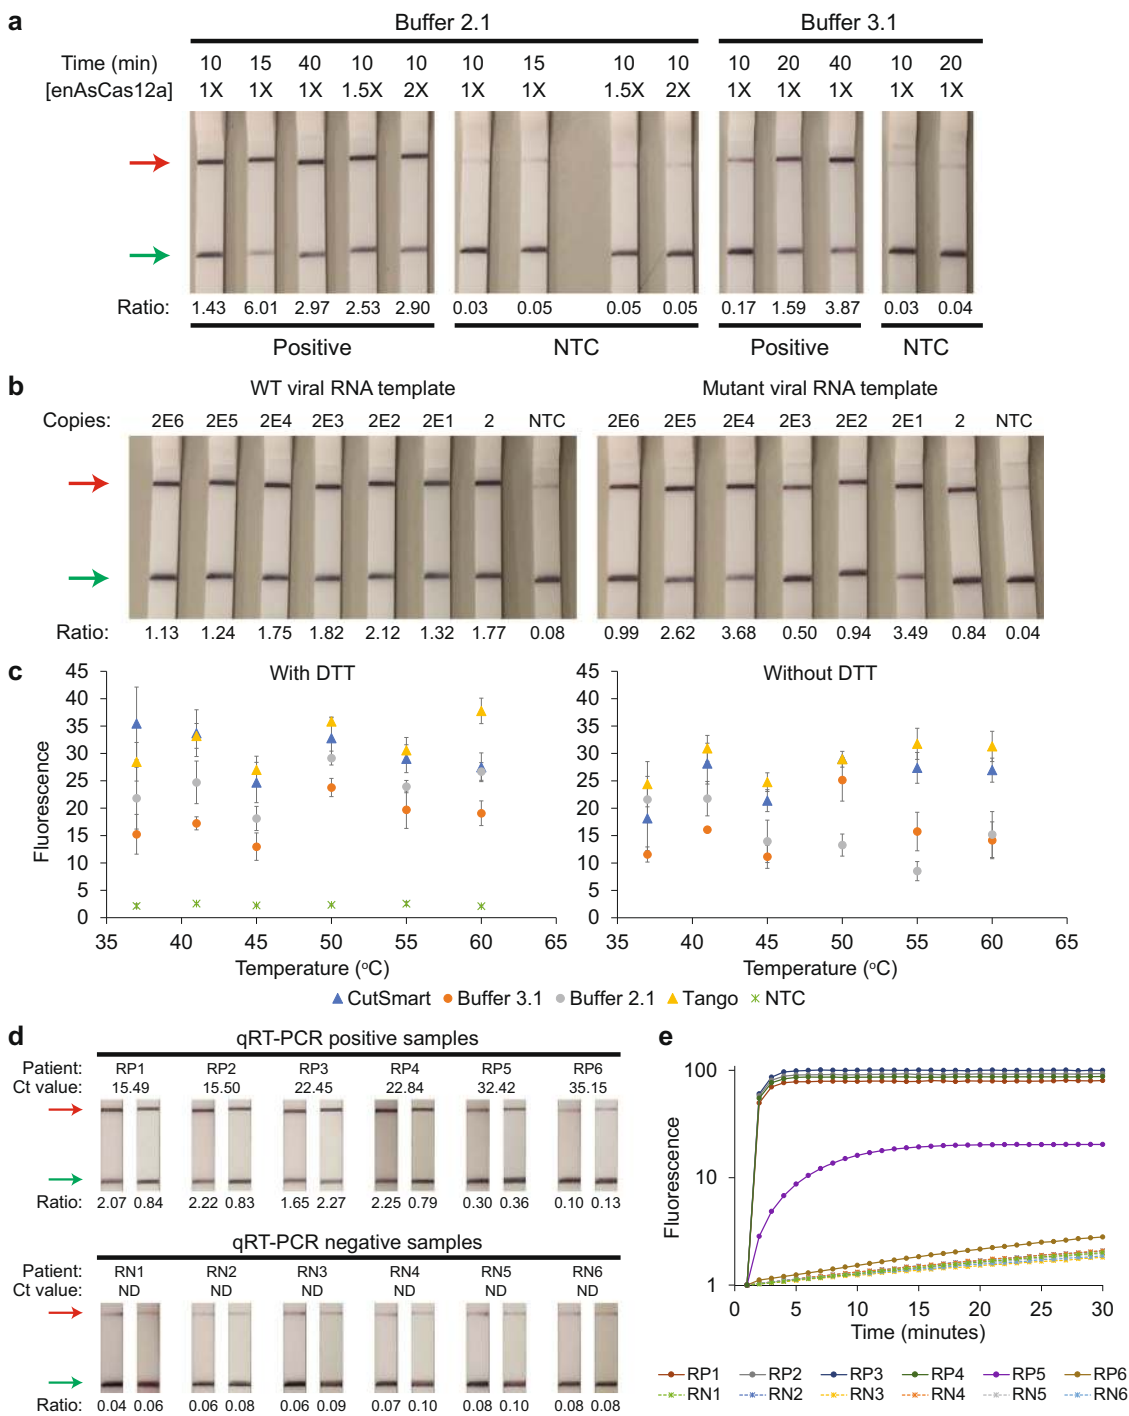 a
Buffer 2.1 Buffer 3.1
Time (min) 10 15 40 10 10 10 15 10 10 10 20 40 10 20
[enAsCas12a] 1X 1X 1X 1.5X 2X 1X 1X 1.5X 2X 1X 1X 1X 1X 1X
Ratio: 1.43 6.01 2.97 2.53 2.90 0.03 0.05 0.05 0.05 0.17 1.59 3.87 0.03 0.04
Positive NTC Positive NTC
b
WT viral RNA template Mutant viral RNA template
Copies: 2E6 2E5 2E4 2E3 2E2 2E1 2 NTC 2E6 2E5 2E4 2E3 2E2 2E1 2 NTC
Ratio: 1.13 1.24 1.75 1.82 2.12 1.32 1.77 0.08 0.99 2.62 3.68 0.50 0.94 3.49 0.84 0.04
c
With DTT Without DTT
Fluorescence
45 45
40 40
35 35
30 30
25 25
20 20
15 15
10 10
5 5
0 0
35 40 45 50 55 60 65 35 40 45 50 55 60 65
Temperature (°C) Temperature (°C)
CutSmart Buffer 3.1 Buffer 2.1 Tango NTC
d
qRT-PCR positive samples
Patient: RP1 RP2 RP3 RP4 RP5 RP6
Ct value: 15.49 15.50 22.45 22.84 32.42 35.15
Ratio: 2.07 0.84 2.22 0.83 1.65 2.27 2.25 0.79 0.30 0.36 0.10 0.13
qRT-PCR negative samples
Patient: RN1 RN2 RN3 RN4 RN5 RN6
Ct value: ND ND ND ND ND ND
Ratio: 0.04 0.06 0.06 0.08 0.06 0.09 0.07 0.10 0.08 0.10 0.08 0.08
e
Fluorescence
100
10
1
0 5 10 15 20 25 30
Time (minutes)
RP1 RP2 RP3 RP4 RP5 RP6
RN1 RN2 RN3 RN4 RN5 RN6